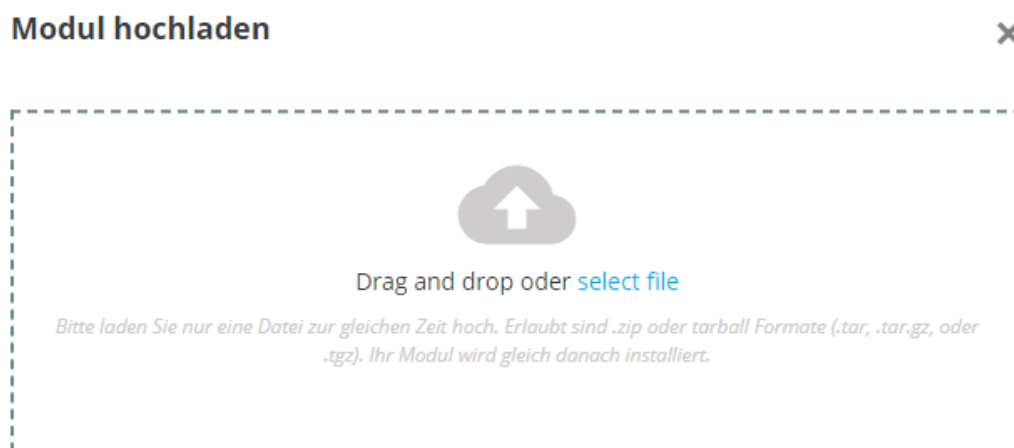 Modul hochladen
Drag and drop oder select file
Bitte laden Sie nur eine Datei zur gleichen Zeit hoch. Erlaubt sind .zip oder tarball Formate (.tar, .tar.gz, oder
.tgz). Ihr Modul wird gleich danach installiert.